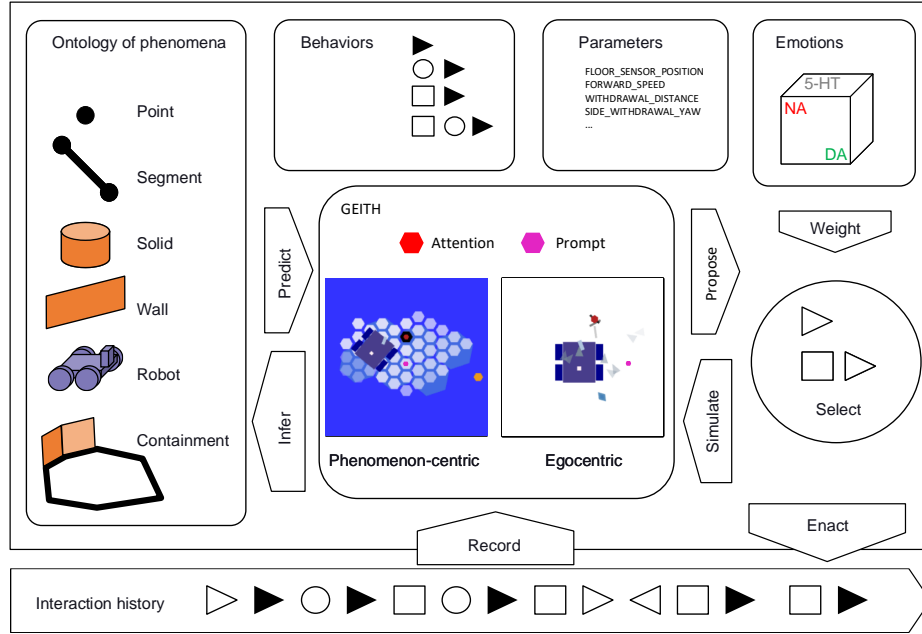 Ontology of phenomena
Point
Segment
Solid
Wall
Robot
Containment
Behaviors
Parameters
FLOOR_SENSOR_POSITION
FORWARD_SPEED
WITHDRAWAL_DISTANCE
SIDE_WITHDRAWAL_YAW
...
Emotions
5-HT
NA
DA
Predict
Infer
GEITH
Attention
Prompt
Phenomenon-centric
Egocentric
Propose
Simulate
Weight
Select
Enact
Record
Interaction history